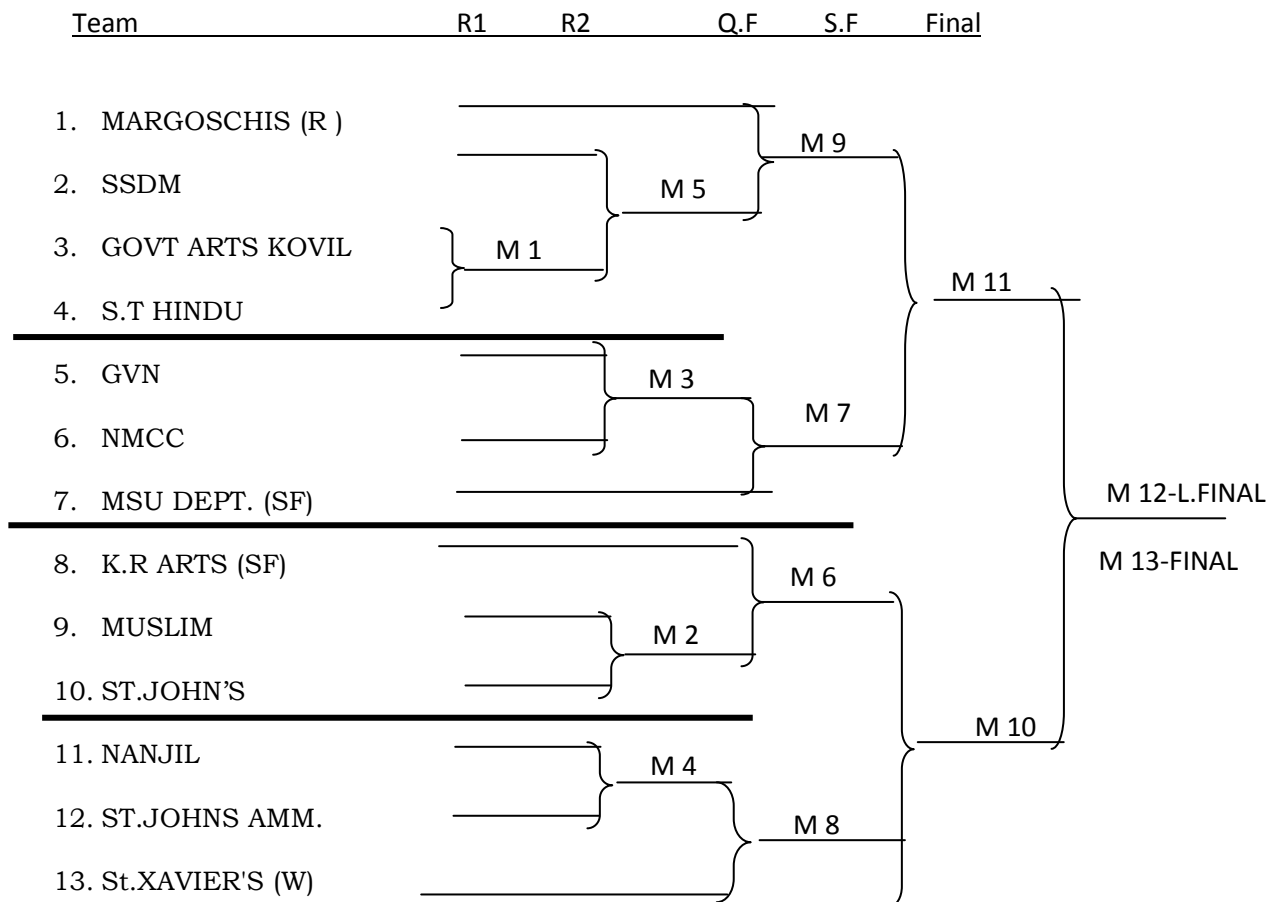 Team R1 R2 Q.F S.F Final
1. MARGOSCHIS (R )
M 9
2. SSDM
M 5
3. GOVT ARTS KOVIL
M 1
M 11
4. S.T HINDU
5. GVN
M 3
6. NMCC
M 7
7. MSU DEPT. (SF)
M 12-L.FINAL
8. K.R ARTS (SF)
M 13-FINAL
M 6
9. MUSLIM
M 2
10. ST.JOHN’S
M 10
11. NANJIL
M 4
12. ST.JOHNS AMM.
M 8
13. St.XAVIER'S (W)